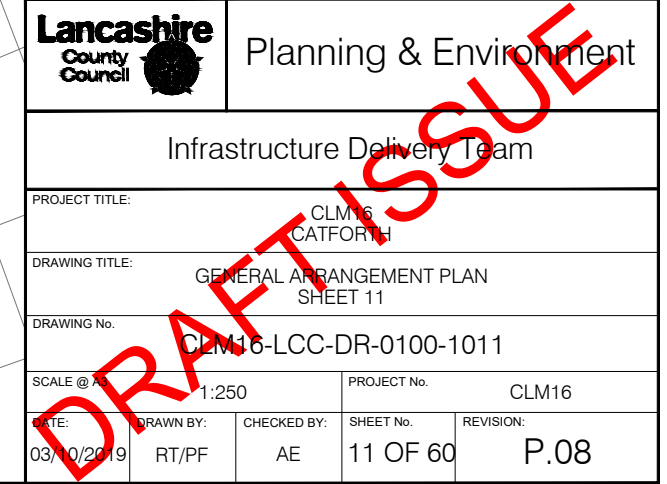 Lancashire
County
Council
Planning & Environment
Infrastructure Delivery Team
PROJECT TITLE:
CLM16
CATFORTH
DRAWING TITLE:
GENERAL ARRANGEMENT PLAN
SHEET 11
DRAWING No.
CLM16-LCC-DR-0100-1011
SCALE @ A3
1:250
PROJECT No.
CLM16
DATE:
03/10/2019
DRAWN BY:
RT/PF
CHECKED BY:
AE
SHEET No.
11 OF 60
REVISION:
P.08
DRAFT ISSUE